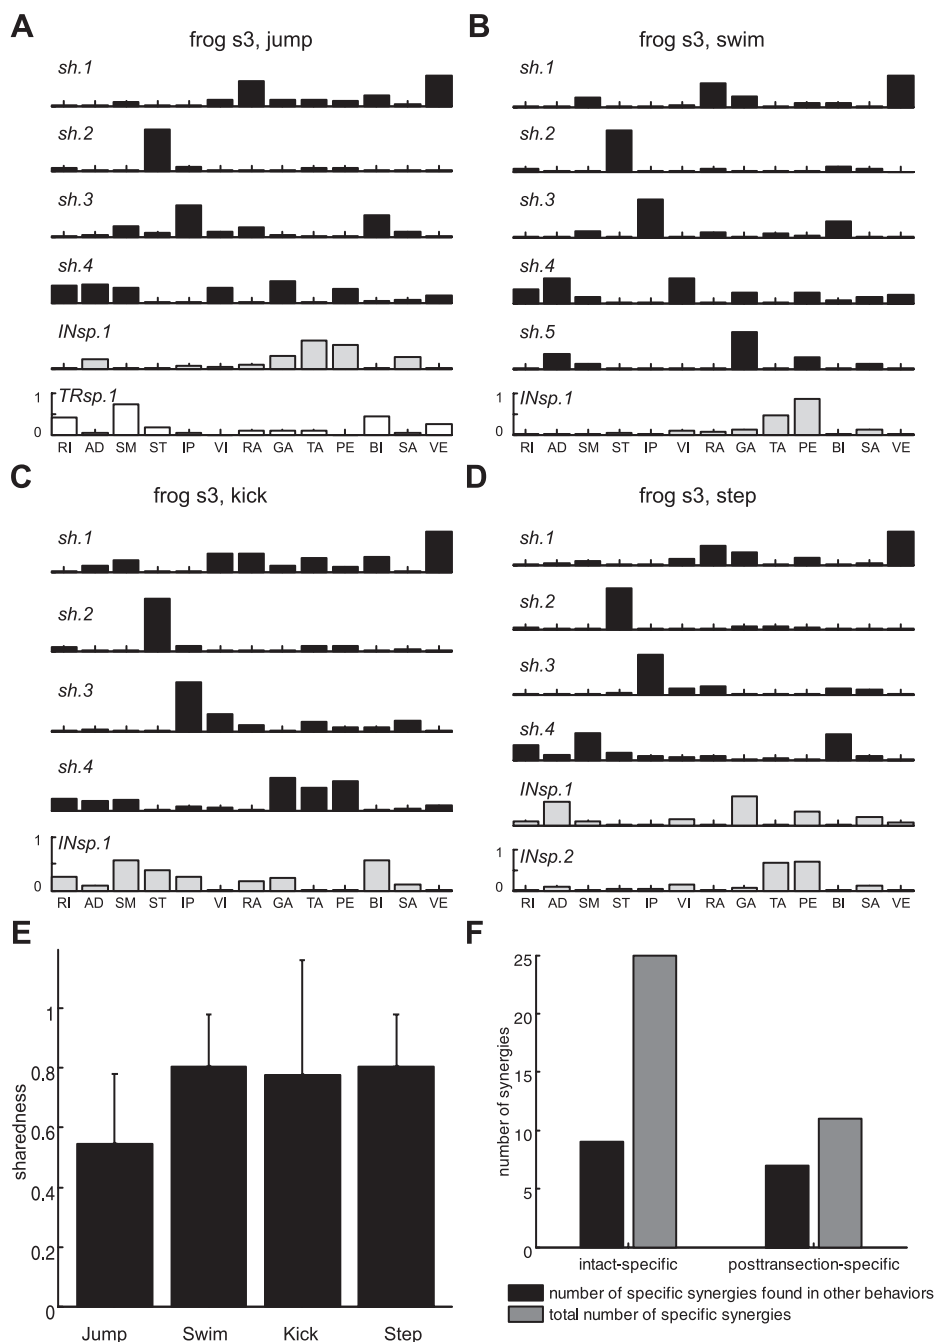 A
frog s3, jump
sh.1
sh.2
sh.3
sh.4
INsp.1
TRsp.1
1
0
RI AD SM ST IP VI RA GA TA PE BI SA VE
B
frog s3, swim
sh.1
sh.2
sh.3
sh.4
sh.5
INsp.1
1
0
RI AD SM ST IP VI RA GA TA PE BI SA VE
C
frog s3, kick
sh.1
sh.2
sh.3
sh.4
INsp.1
1
0
RI AD SM ST IP VI RA GA TA PE BI SA VE
D
frog s3, step
sh.1
sh.2
sh.3
sh.4
INsp.1
INsp.2
1
0
RI AD SM ST IP VI RA GA TA PE BI SA VE
E
sharedness
1
0.8
0.6
0.4
0.2
0
Jump Swim Kick Step
F
number of synergies
25
20
15
10
5
0
intact-specific posttransection-specific
number of specific synergies found in other behaviors
total number of specific synergies